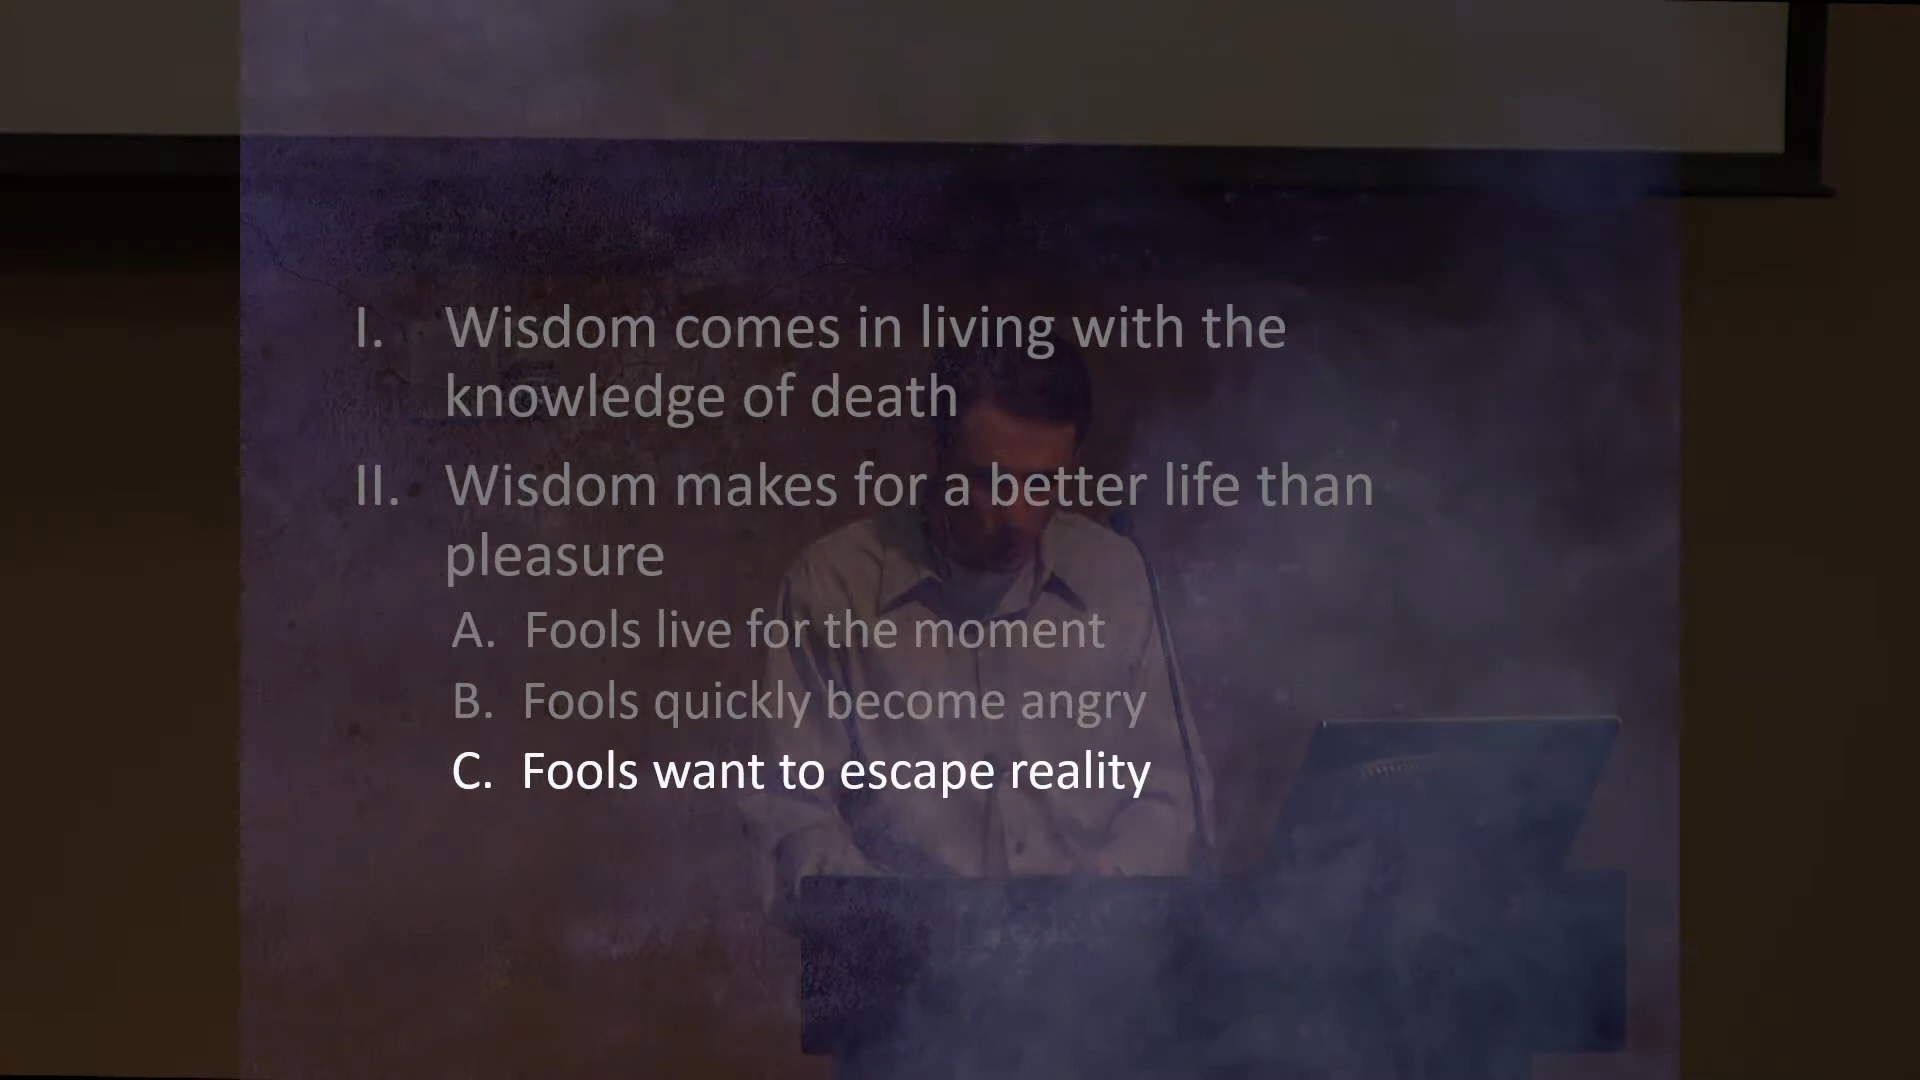 I. Wisdom comes in living with the
knowledge of death
II. Wisdom makes for a better life than
pleasure
A. Fools live for the moment
B. Fools quickly become angry
C. Fools want to escape reality